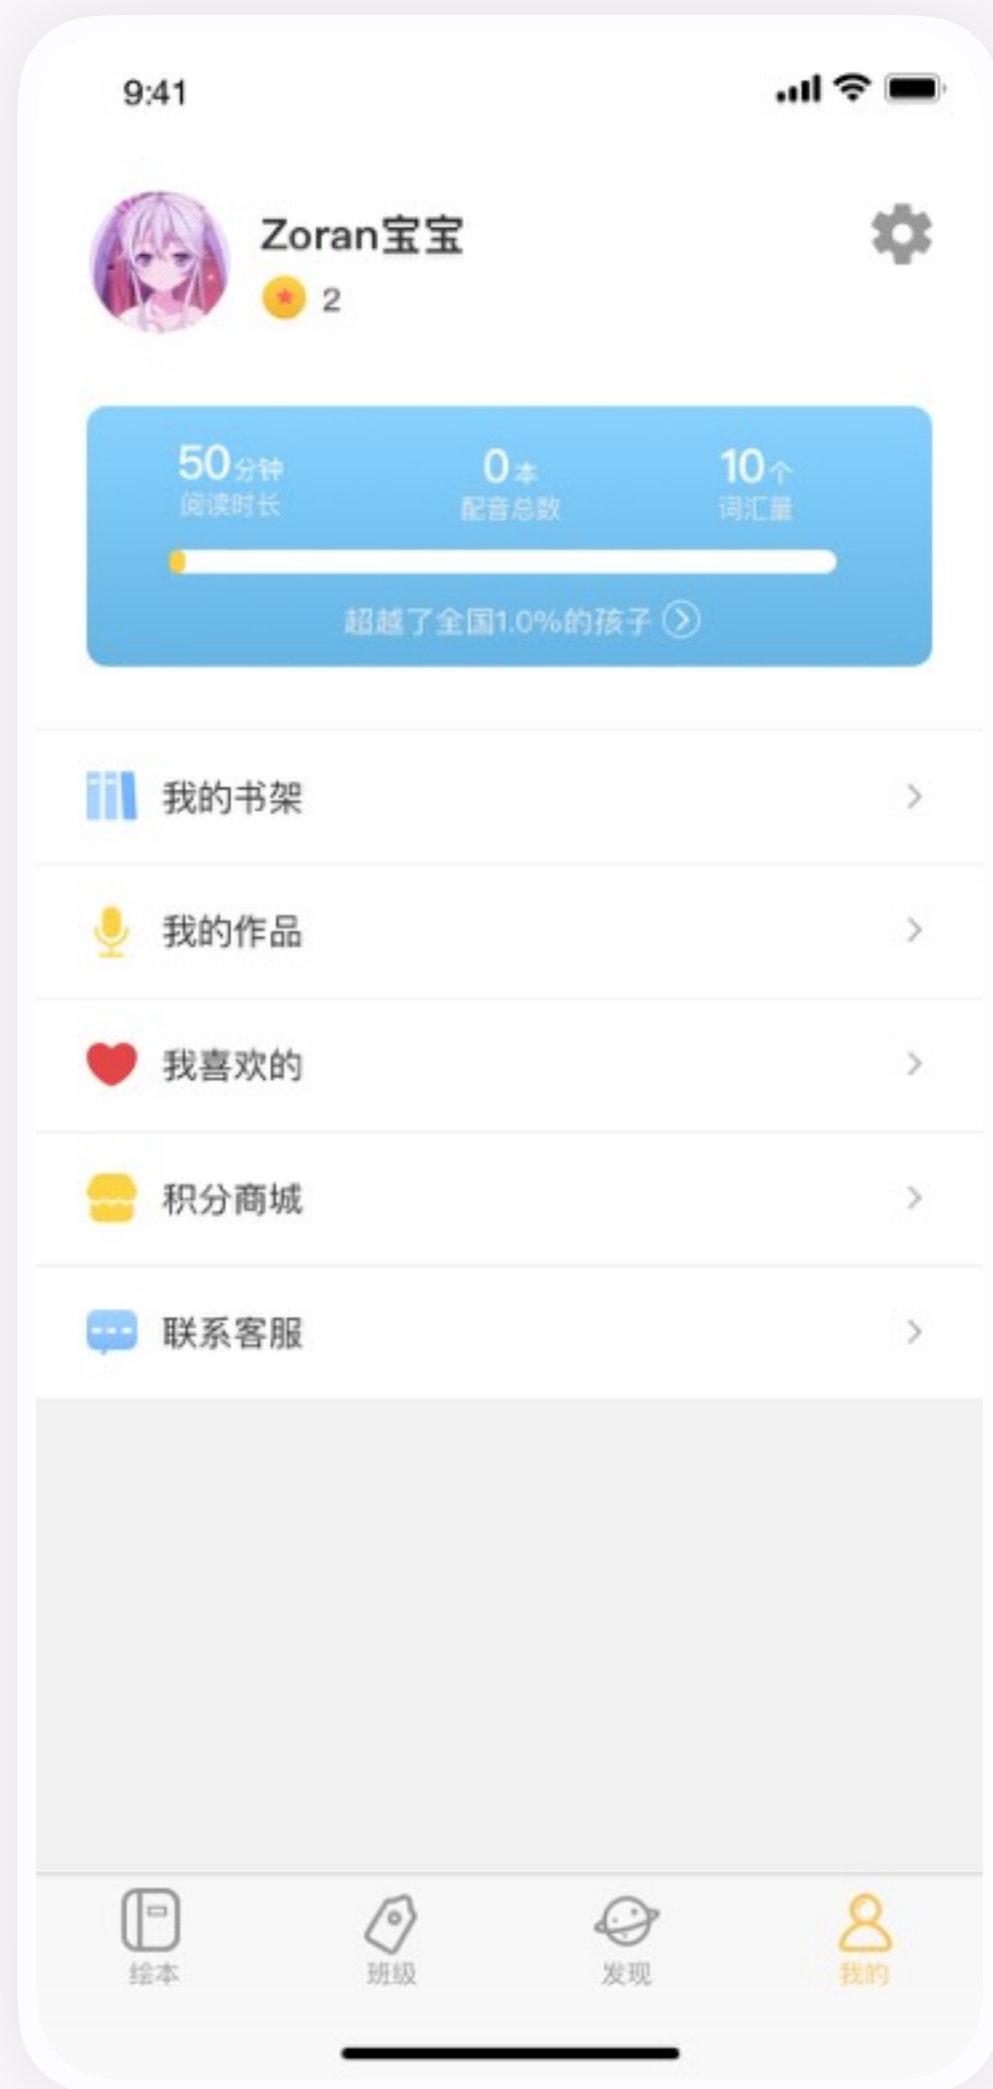 9:41
Zoran宝宝
2
50分钟 0本 10个
阅读时长 配音总数 词汇量
超越了全国1.0%的孩子
我的书架
我的作品
我喜欢的
积分商城
联系客服
绘本 班级 发现 我的